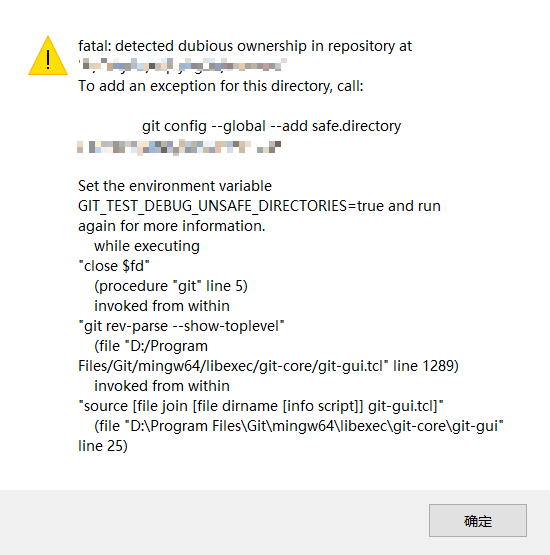 fatal: detected dubious ownership in repository at
To add an exception for this directory, call:
git config --global --add safe.directory
Set the environment variable
GIT_TEST_DEBUG_UNSAFE_DIRECTORIES=true and run
again for more information.
while executing
"close $fd"
(procedure "git" line 5)
invoked from within
"git rev-parse --show-toplevel"
(file "D:/Program
Files/Git/mingw64/libexec/git-core/git-gui.tcl" line 1289)
invoked from within
"source [file join [file dirname [info script]] git-gui.tcl]"
(file "D:\Program Files\Git\mingw64\libexec\git-core\git-gui"
line 25)
确定